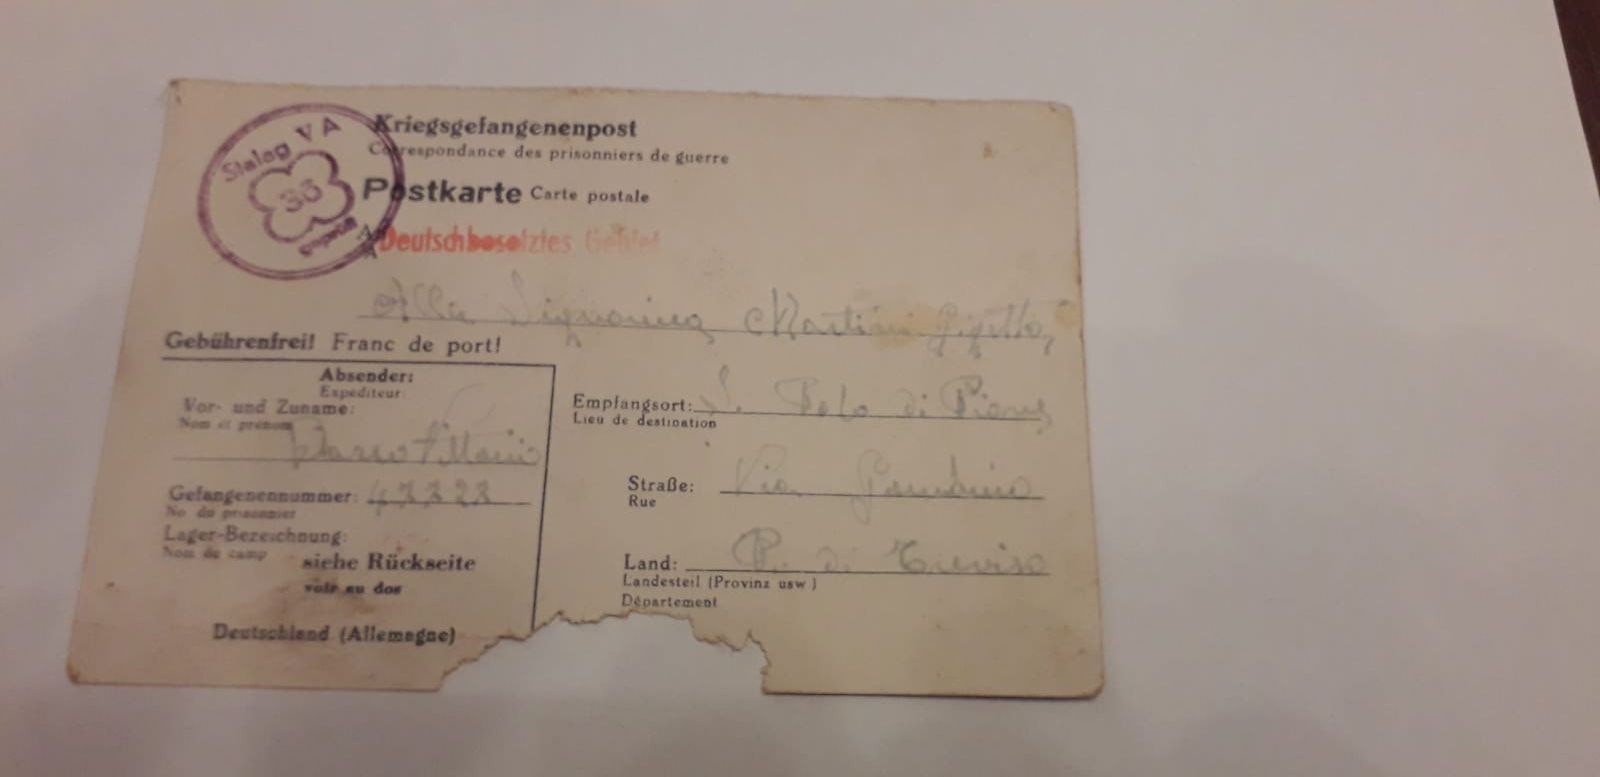 Stalag VA
33
geprüft
Kriegsgefangenenpost
Correspondance des prisonniers de guerre
Postkarte Carte postale
Deutschbesetztes Gebiet
Alla Signorina Martini
Gebührenfrei! Franc de port!
Absender:
Expéditeur:
Vor- und Zuname:
Nom et prénom
Gefangenennummer:
No du prisonnier
Lager-Bezeichnung:
Nom du camp
siehe Rückseite
voir au dos
Deutschland (Allemagne)
Empfangsort: S. Polo di Piave
Lieu de destination
Straße: Via
Rue
Land: P. di Treviso
Landesteil (Provinz usw.)
Département